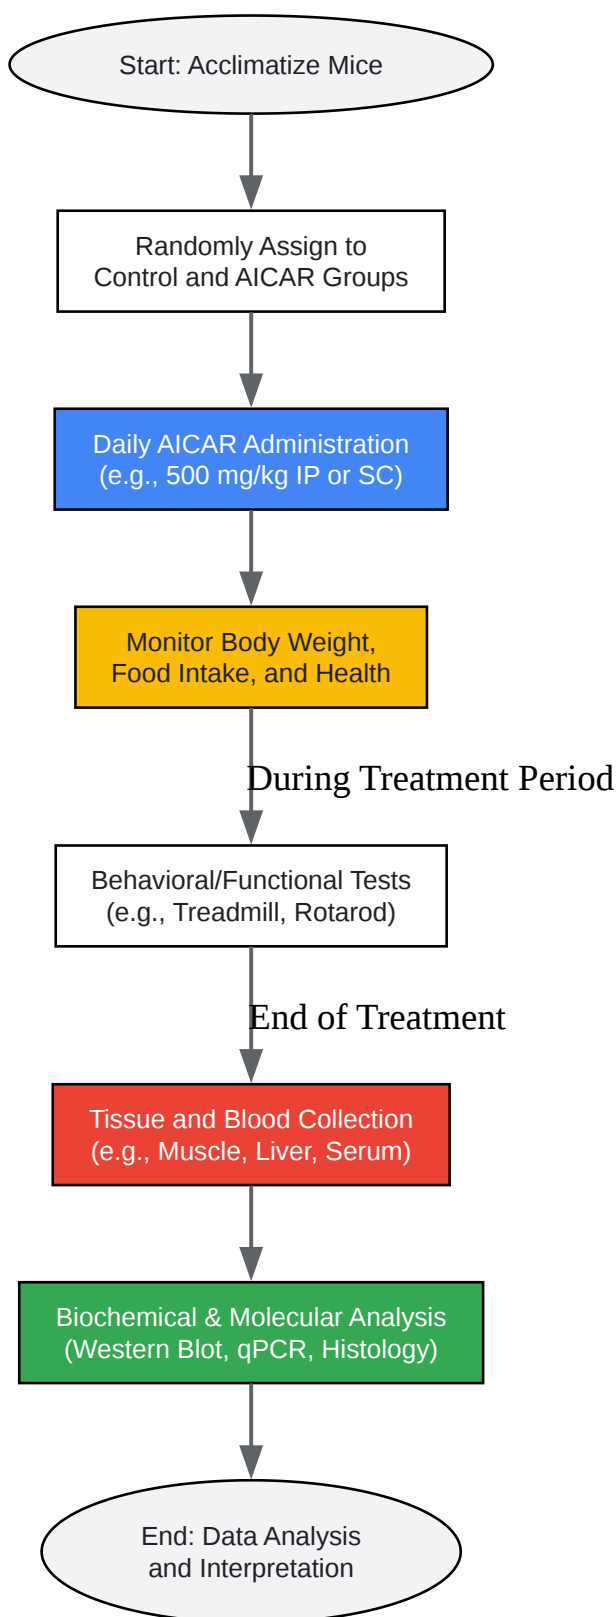 Start: Acclimatize Mice
Randomly Assign to
Control and AICAR Groups
Daily AICAR Administration
(e.g., 500 mg/kg IP or SC)
Monitor Body Weight,
Food Intake, and Health
During Treatment Period
Behavioral/Functional Tests
(e.g., Treadmill, Rotarod)
End of Treatment
Tissue and Blood Collection
(e.g., Muscle, Liver, Serum)
Biochemical & Molecular Analysis
(Western Blot, qPCR, Histology)
End: Data Analysis
and Interpretation